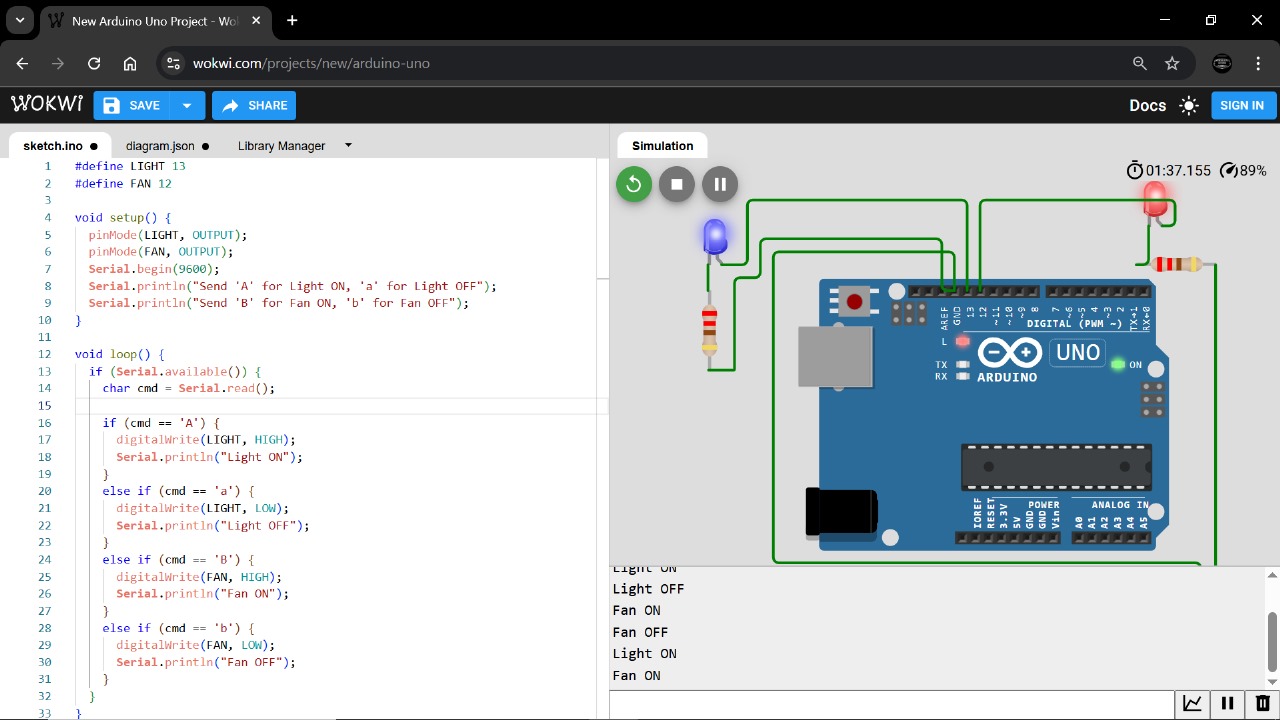 New Arduino Uno Project - Wo
wokwi.com/projects/new/arduino-uno
WOKWI SAVE SHARE Docs SIGN IN
sketch.ino diagram.json Library Manager
1 #define LIGHT 13
2 #define FAN 12
3
4 void setup() {
5 pinMode(LIGHT, OUTPUT);
6 pinMode(FAN, OUTPUT);
7 Serial.begin(9600);
8 Serial.println("Send 'A' for Light ON, 'a' for Light OFF");
9 Serial.println("Send 'B' for Fan ON, 'b' for Fan OFF");
10 }
11
12 void loop() {
13 if (Serial.available()) {
14 char cmd = Serial.read();
15
16 if (cmd == 'A') {
17 digitalWrite(LIGHT, HIGH);
18 Serial.println("Light ON");
19 }
20 else if (cmd == 'a') {
21 digitalWrite(LIGHT, LOW);
22 Serial.println("Light OFF");
23 }
24 else if (cmd == 'B') {
25 digitalWrite(FAN, HIGH);
26 Serial.println("Fan ON");
27 }
28 else if (cmd == 'b') {
29 digitalWrite(FAN, LOW);
30 Serial.println("Fan OFF");
31 }
32 }
33 }
Simulation
01:37.155 89%
AREF GND 13 12 ~11 ~10 ~9 8 7 ~6 ~5 4 ~3 2 TX→1 RX←0
DIGITAL (PWM ~)
L
TX
RX
UNO
ARDUINO
ON
IOREF RESET 3.3V 5V GND GND Vin
POWER
ANALOG IN
A0 A1 A2 A3 A4 A5
Light ON
Light OFF
Fan ON
Fan OFF
Light ON
Fan ON